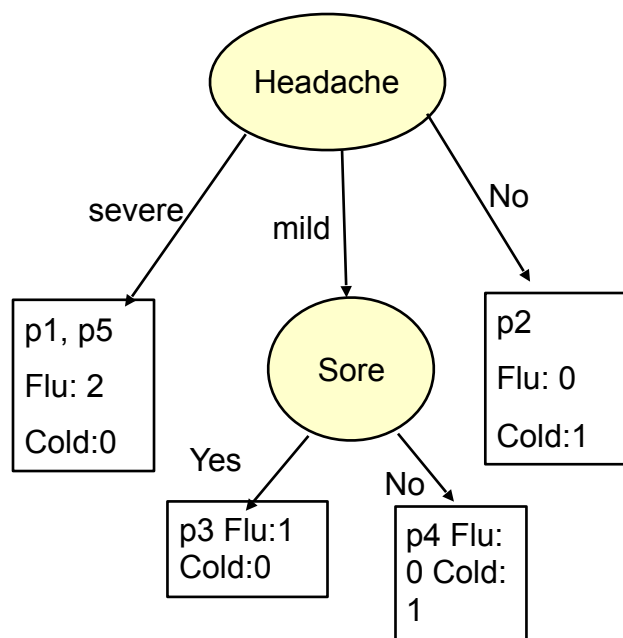 Headache
severe
mild
No
p1, p5
Flu: 2
Cold:0
Sore
p2
Flu: 0
Cold:1
Yes
No
p3 Flu:1
Cold:0
p4 Flu:
0 Cold:
1